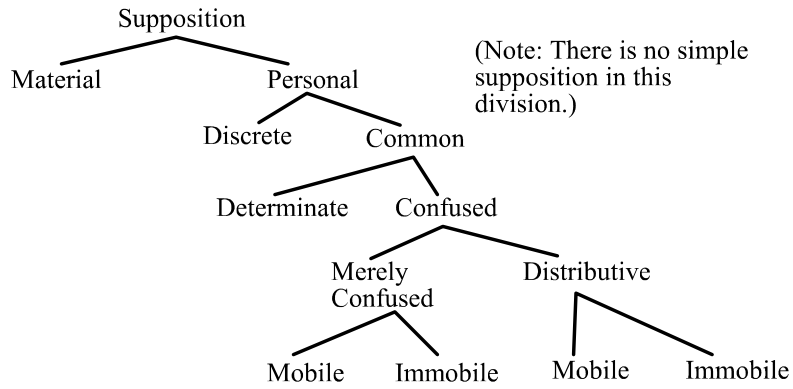 Supposition
Material
Personal
(Note: There is no simple
supposition in this
division.)
Discrete
Common
Determinate
Confused
Merely
Confused
Distributive
Mobile
Immobile
Mobile
Immobile